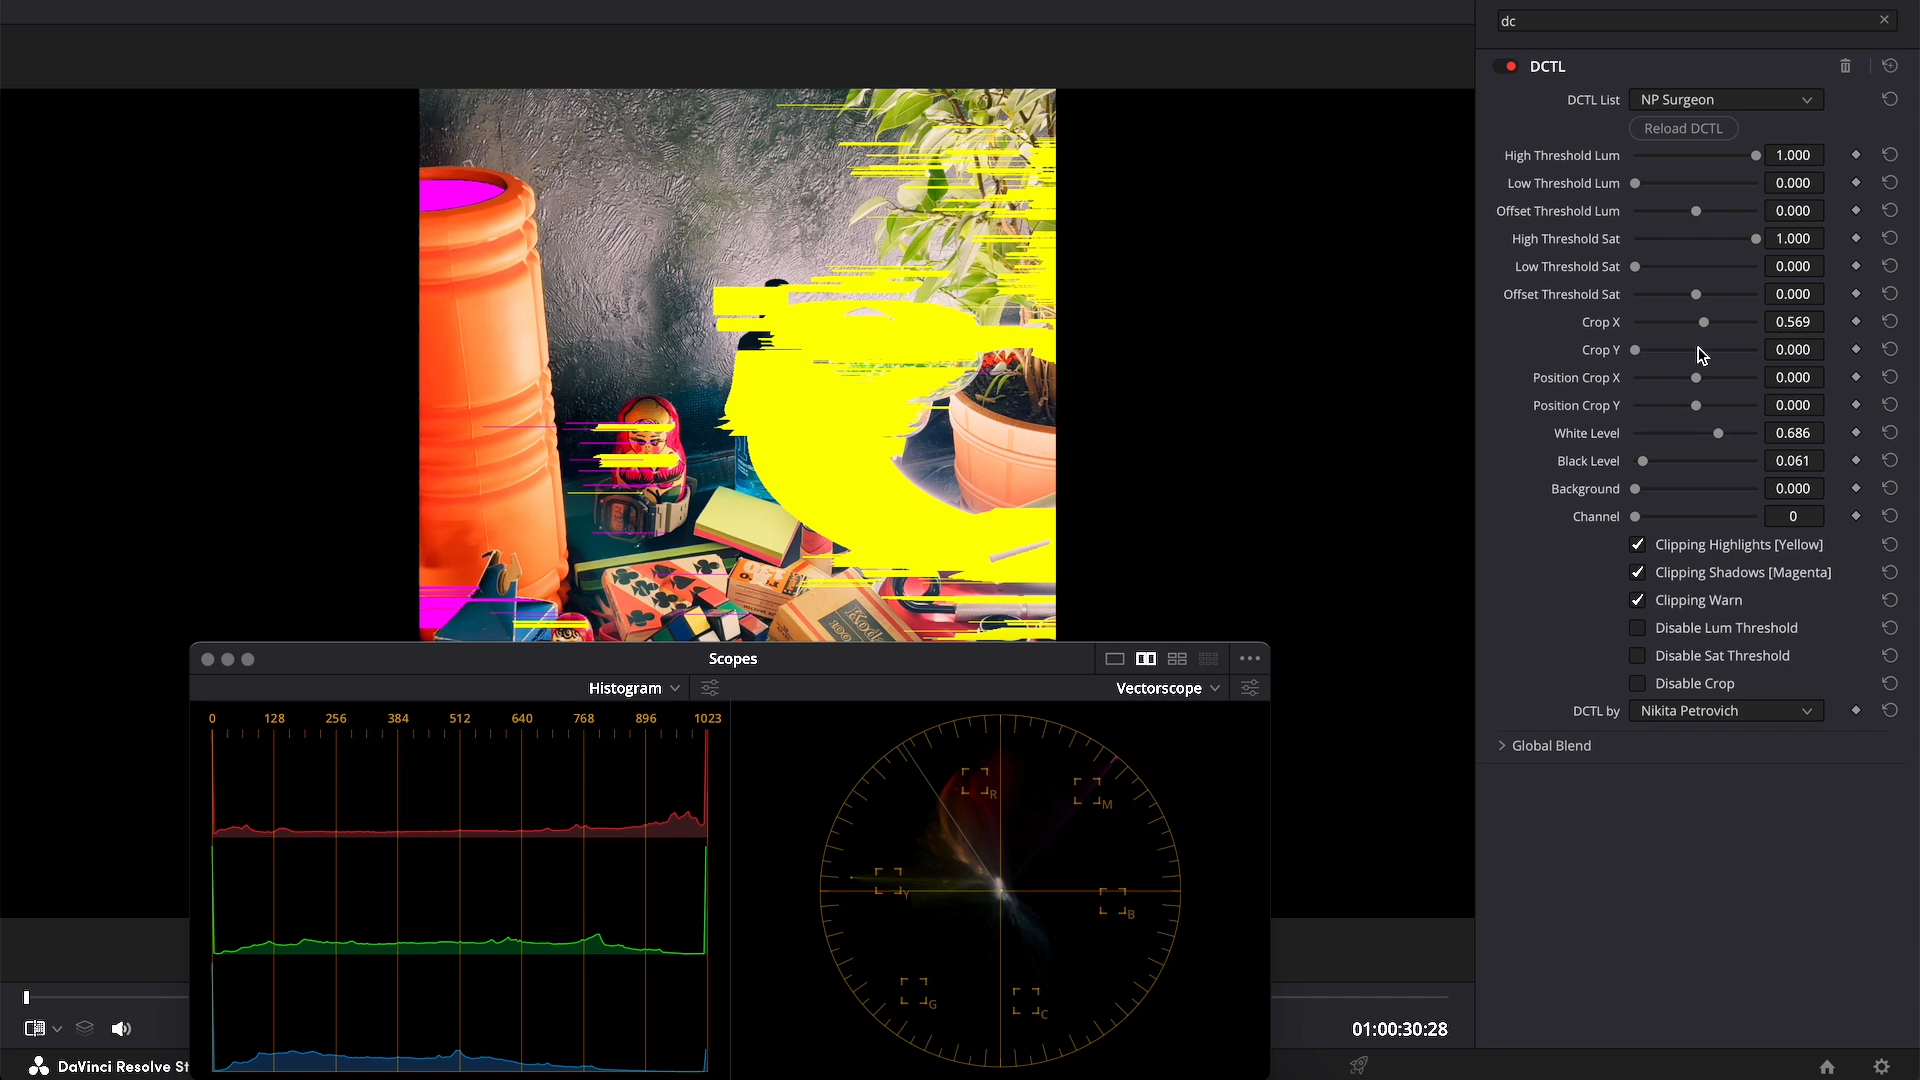 dc
DCTL
DCTL List NP Surgeon
Reload DCTL
High Threshold Lum 1.000
Low Threshold Lum 0.000
Offset Threshold Lum 0.000
High Threshold Sat 1.000
Low Threshold Sat 0.000
Offset Threshold Sat 0.000
Crop X 0.569
Crop Y 0.000
Position Crop X 0.000
Position Crop Y 0.000
White Level 0.686
Black Level 0.061
Background 0.000
Channel 0
Clipping Highlights [Yellow]
Clipping Shadows [Magenta]
Clipping Warn
Disable Lum Threshold
Disable Sat Threshold
Disable Crop
DCTL by Nikita Petrovich
Global Blend
Scopes
Histogram
Vectorscope
0 128 256 384 512 640 768 896 1023
R
M
Y
B
G
C
01:00:30:28
DaVinci Resolve St